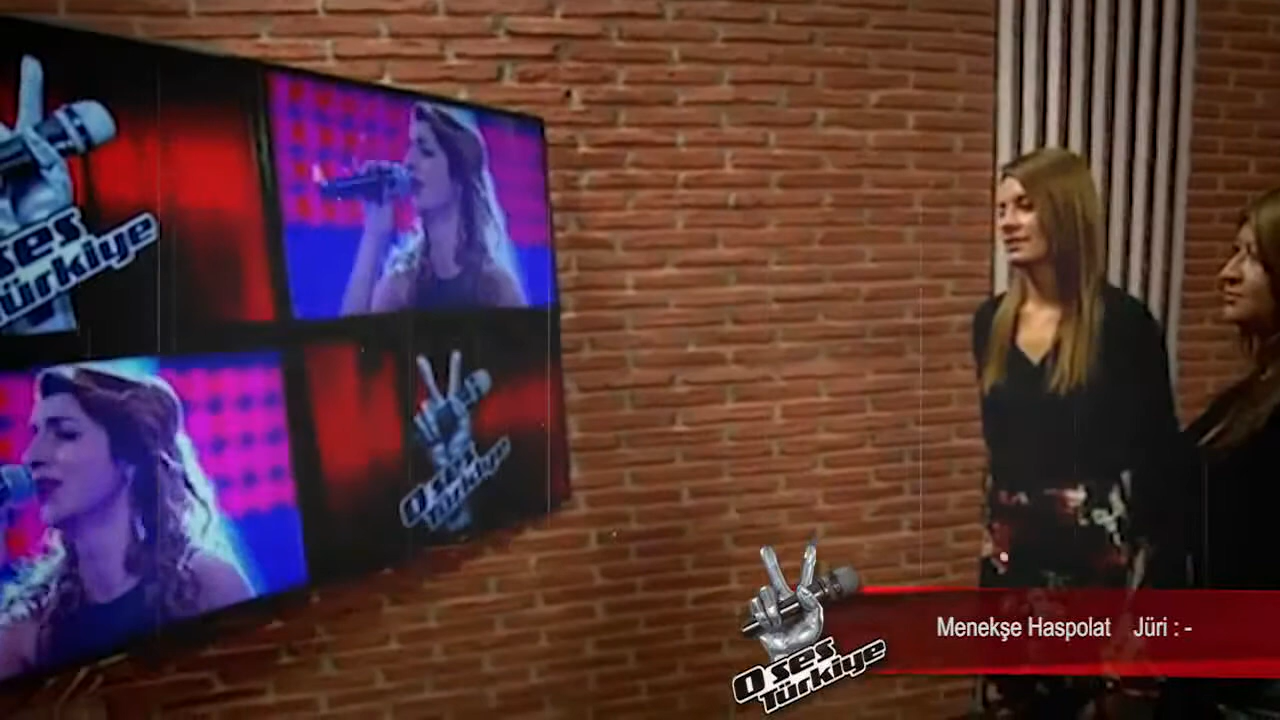 ses
Türkiye
O ses
Türkiye
Menekşe Haspolat Jüri : -
O ses
Türkiye